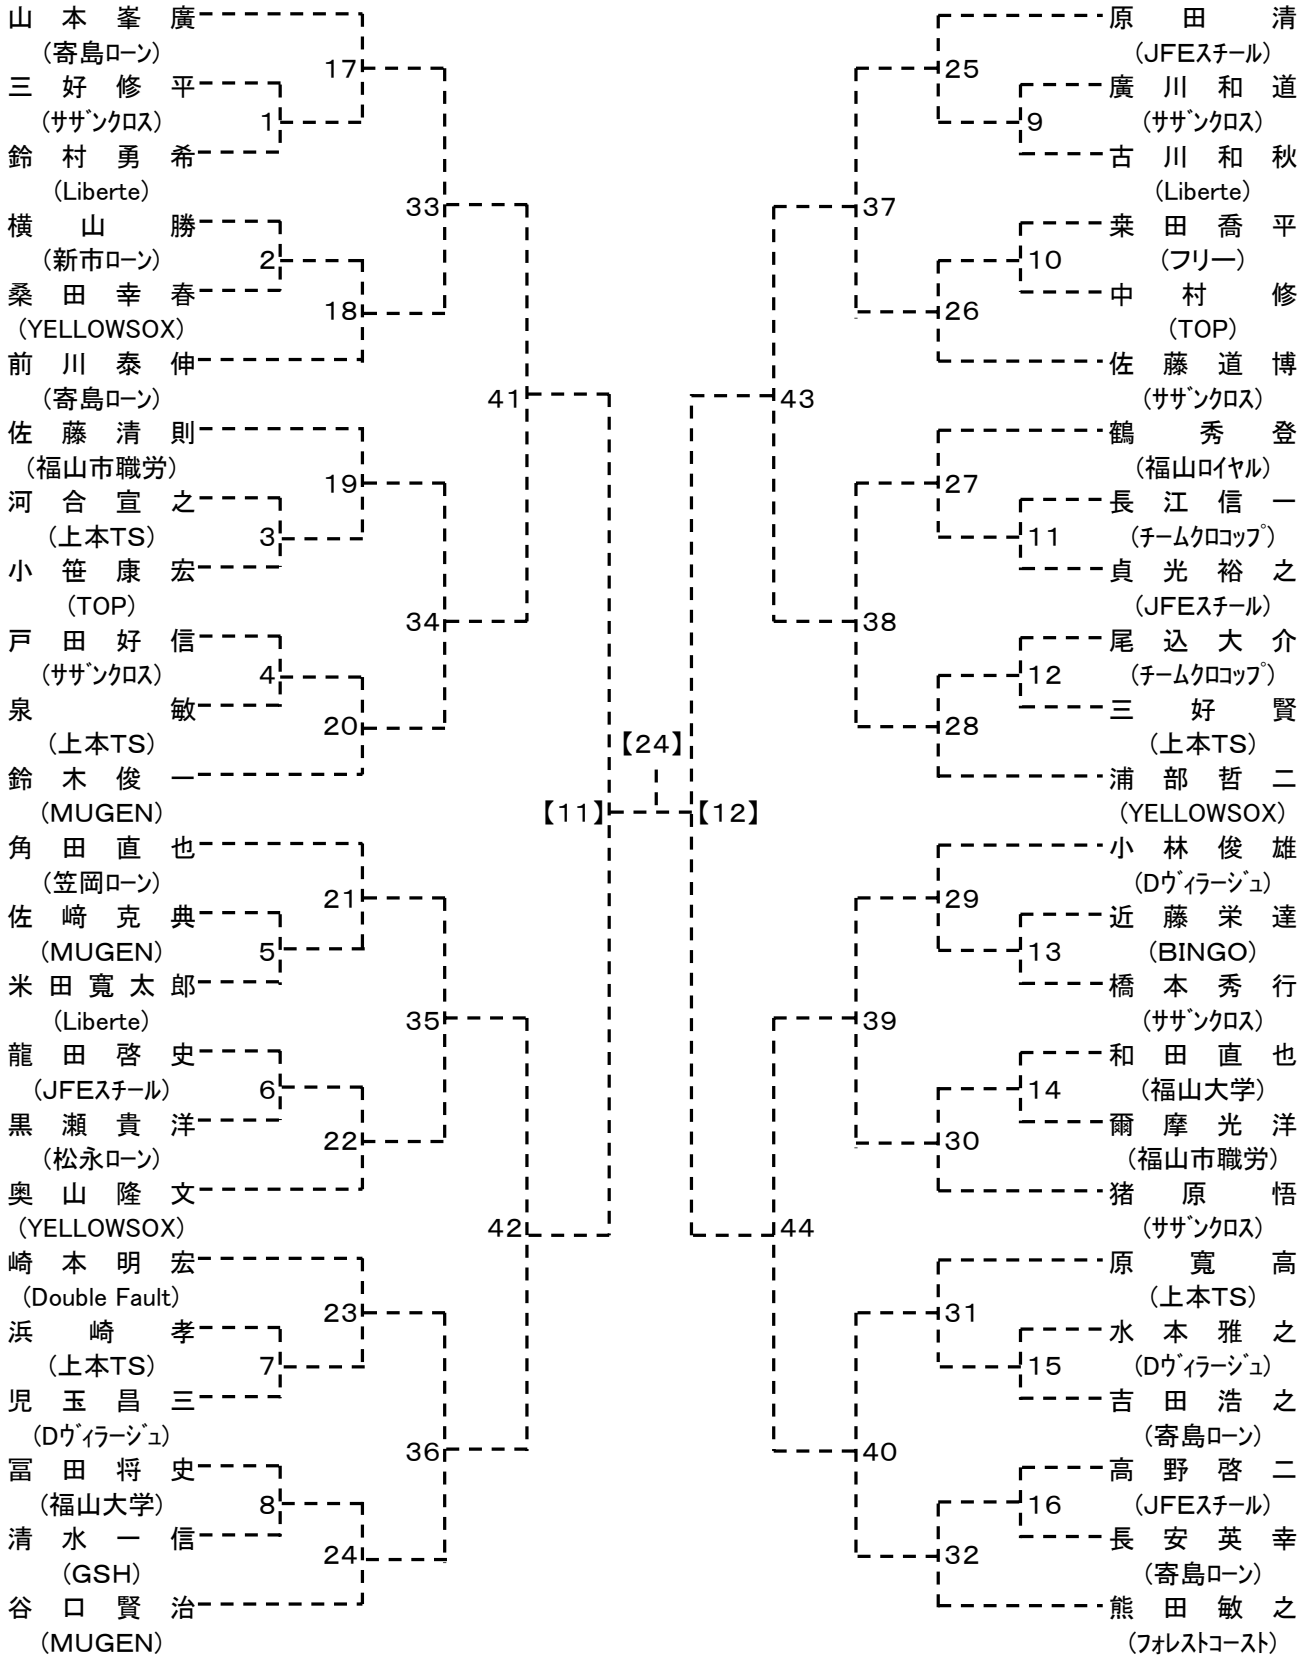 山本峯廣
(寄島ローン)
17
三好修平
(サザンクロス)
1
鈴村勇希
(Liberte)
33
横山勝
(新市ローン)
2
桑田幸春
(YELLOWSOX)
18
前川泰伸
(寄島ローン)
41
佐藤清則
(福山市職労)
19
河合宣之
(上本TS)
3
小笹康宏
(TOP)
34
戸田好信
(サザンクロス)
4
泉敏
(上本TS)
20
鈴木俊一
(MUGEN)
【11】
角田直也
(笠岡ローン)
21
佐﨑克典
(MUGEN)
5
米田寛太郎
(Liberte)
35
龍田啓史
(JFEスチール)
6
黒瀬貴洋
(松永ローン)
22
奥山隆文
(YELLOWSOX)
42
崎本明宏
(Double Fault)
23
浜崎孝
(上本TS)
7
児玉昌三
(Dヴィラージュ)
36
冨田将史
(福山大学)
8
清水一信
(GSH)
24
谷口賢治
(MUGEN)
【24】
原田清
(JFEスチール)
25
廣川和道
(サザンクロス)
9
古川和秋
(Liberte)
37
桒田喬平
(フリー)
10
中村修
(TOP)
26
佐藤道博
(サザンクロス)
43
鶴秀登
(福山ロイヤル)
27
長江信一
(チームクロコップ)
11
貞光裕之
(JFEスチール)
38
尾込大介
(チームクロコップ)
12
三好賢
(上本TS)
28
浦部哲二
(YELLOWSOX)
【12】
小林俊雄
(Dヴィラージュ)
29
近藤栄達
(BINGO)
13
橋本秀行
(サザンクロス)
39
和田直也
(福山大学)
14
爾摩光洋
(福山市職労)
30
猪原悟
(サザンクロス)
44
原寛高
(上本TS)
31
水本雅之
(Dヴィラージュ)
15
吉田浩之
(寄島ローン)
40
高野啓二
(JFEスチール)
16
長安英幸
(寄島ローン)
32
熊田敏之
(フォレストコースト)